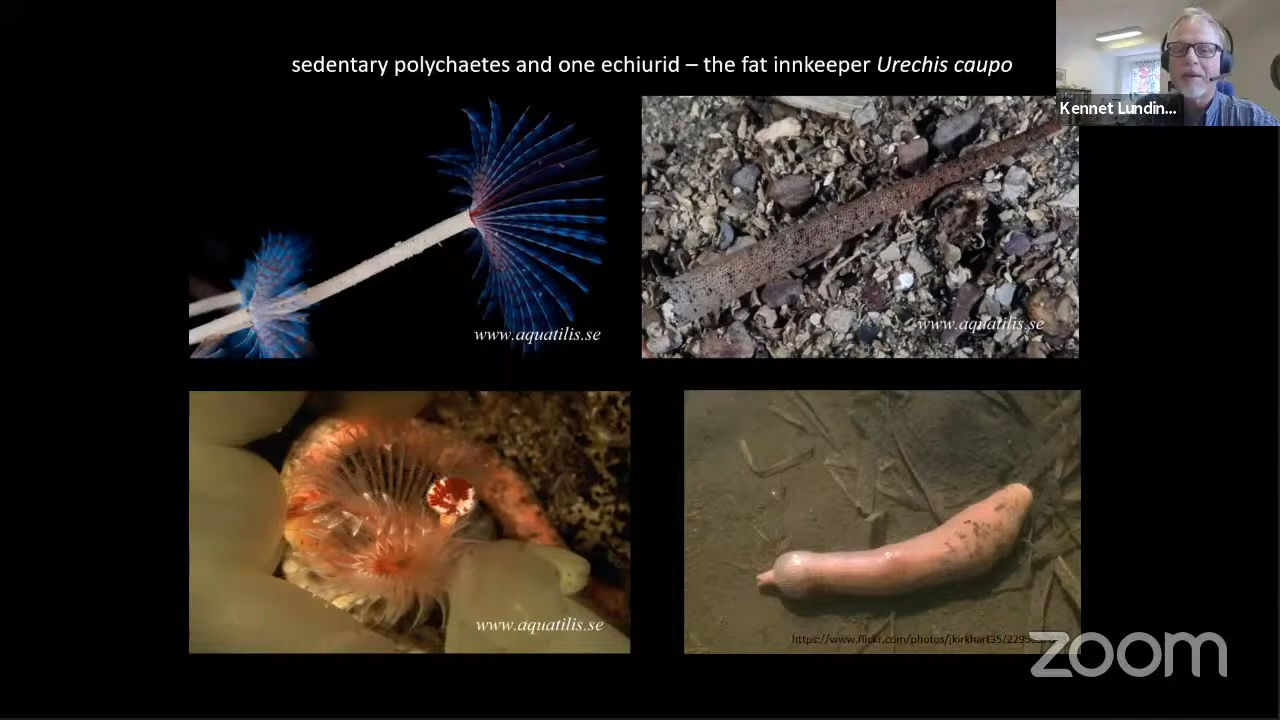 sedentary polychaetes and one echiurid – the fat innkeeper Urechis caupo
Kennet Lundin...
www.aquatilis.se
www.aquatilis.se
www.aquatilis.se
https://www.flickr.com/photos/jkirkhart35/
zoom